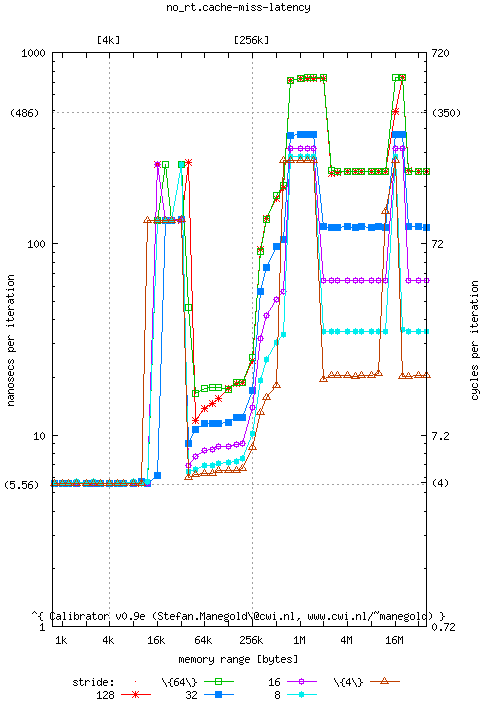 no_rt.cache-miss-latency
[4k] [256k]
1000 720
(486) (350)
100 72
10 7.2
(5.56) (4)
1 0.72
nanosecs per iteration
cycles per iteration
^{ Calibrator v0.9e (Stefan.Manegold\@cwi.nl, www.cwi.nl/~manegold) }
1k 4k 16k 64k 256k 1M 4M 16M
memory range [bytes]
stride: \{64\} 16 \{4\}
128 32 8